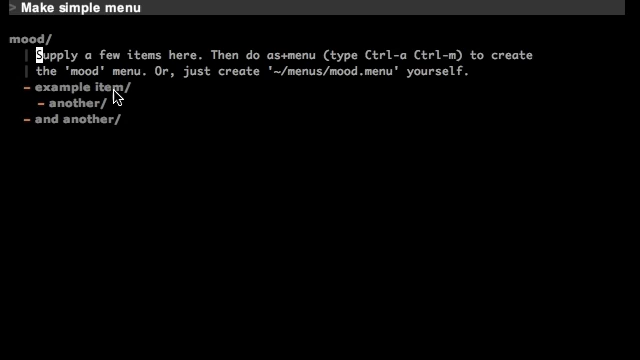 > Make simple menu
mood/
| Supply a few items here. Then do as+menu (type Ctrl-a Ctrl-m) to create
| the 'mood' menu. Or, just create '~/menus/mood.menu' yourself.
– example item/
– another/
– and another/